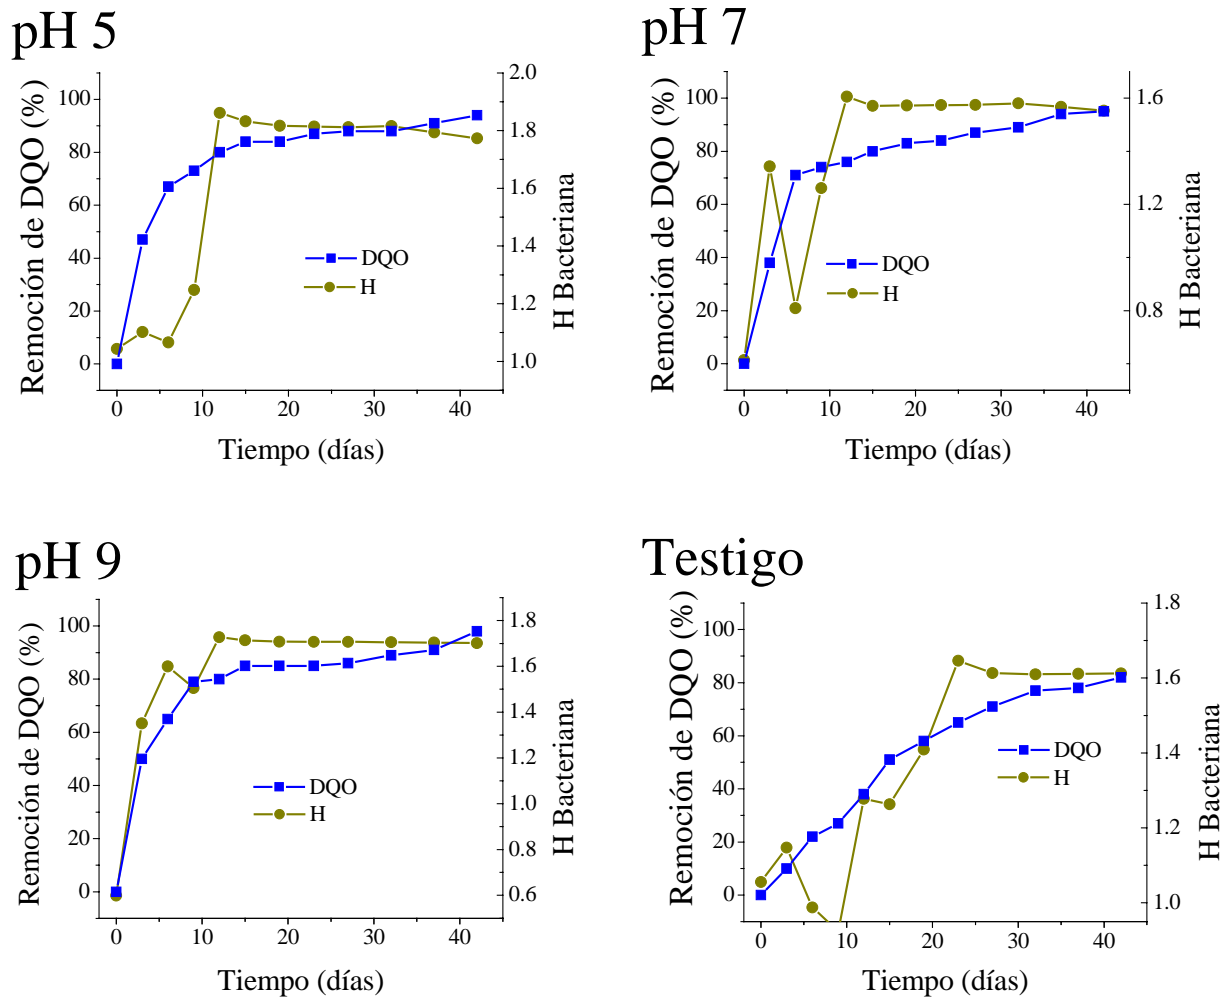 pH 5
Remoción de DQO (%)
100
80
60
40
20
0
2.0
1.8
1.6
1.4
1.2
1.0
H Bacteriana
DQO
H
0 10 20 30 40
Tiempo (días)
pH 7
Remoción de DQO (%)
100
80
60
40
20
0
1.6
1.2
0.8
H Bacteriana
DQO
H
0 10 20 30 40
Tiempo (días)
pH 9
Remoción de DQO (%)
100
80
60
40
20
0
1.8
1.6
1.4
1.2
1.0
0.8
0.6
H Bacteriana
DQO
H
0 10 20 30 40
Tiempo (días)
Testigo
Remoción de DQO (%)
100
80
60
40
20
0
1.8
1.6
1.4
1.2
1.0
H Bacteriana
DQO
H
0 10 20 30 40
Tiempo (días)